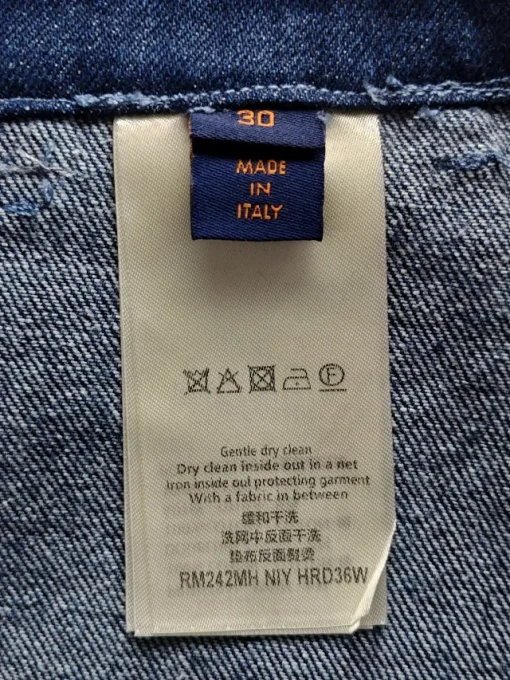 30
MADE
IN
ITALY
F
Gentle dry clean
Dry clean inside out in a net
Iron inside out protecting garment
With a fabric in between
缓和干洗
洗网中反面干洗
垫布反面熨烫
RM242MH NIY HRD36W